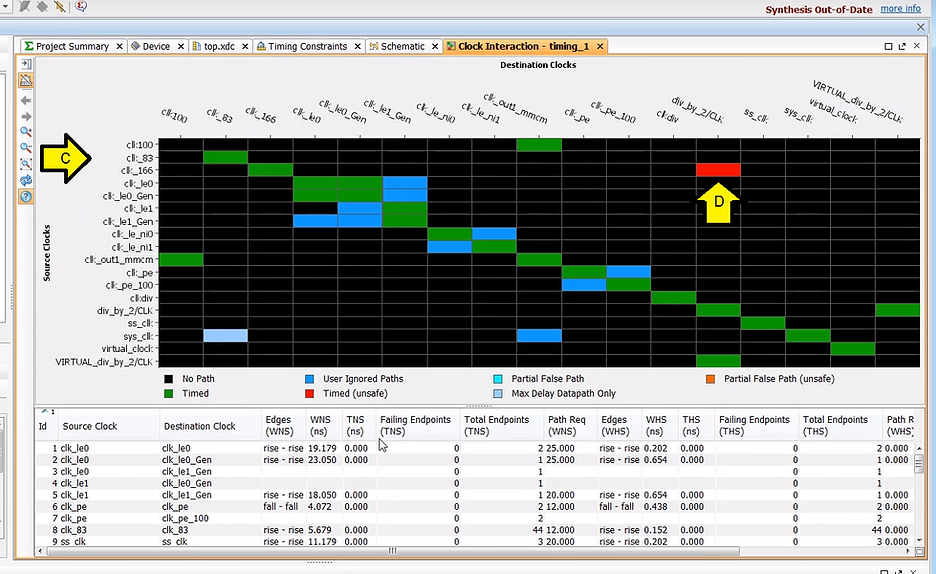 Synthesis Out-of-Date more info
Project Summary Device top.xdc Timing Constraints Schematic Clock Interaction - timing_1
Destination Clocks
clk:100 clk_83 clk_166 clk_le0 clk_le0_Gen clk_le1_Gen clk_le_ni0 clk_le_ni1 clk_out1_mmcm clk_pe clk_pe_100 clk:div div_by_2/CLK ss_clk sys_clk virtual_clock VIRTUAL_div_by_2/CLK
Source Clocks
clk:100
clk_83
clk_166
clk_le0
clk_le0_Gen
clk_le1
clk_le1_Gen
clk_le_ni0
clk_le_ni1
clk_out1_mmcm
clk_pe
clk_pe_100
clk:div
div_by_2/CLK
ss_clk
sys_clk
virtual_clock
VIRTUAL_div_by_2/CLK
C
D
No Path User Ignored Paths Partial False Path Partial False Path (unsafe)
Timed Timed (unsafe) Max Delay Datapath Only
1
Id Source Clock Destination Clock Edges (WNS) WNS (ns) TNS (ns) Failing Endpoints (TNS) Total Endpoints (TNS) Path Req (WNS) Edges (WHS) WHS (ns) THS (ns) Failing Endpoints (THS) Total Endpoints (THS) Path R (WHS)
1 clk_le0 clk_le0 rise - rise 19.179 0.000 0 2 25.000 rise - rise 0.202 0.000 0 2 0.000
2 clk_le0 clk_le0_Gen rise - rise 23.050 0.000 0 1 25.000 rise - rise 0.654 0.000 0 1 0.000
3 clk_le0 clk_le1_Gen 0 1 0 1
4 clk_le1 clk_le0_Gen 0 1 0 1
5 clk_le1 clk_le1_Gen rise - rise 18.050 0.000 0 1 20.000 rise - rise 0.654 0.000 0 1 0.000
6 clk_pe clk_pe fall - fall 4.072 0.000 0 2 12.000 fall - fall 0.438 0.000 0 2 0.000
7 clk_pe clk_pe_100 0 2 0 2
8 clk_83 clk_83 rise - rise 5.679 0.000 0 44 12.000 rise - rise 0.152 0.000 0 44 0.000
9 ss_clk ss_clk rise - rise 11.179 0.000 0 3 20.000 rise - rise 0.202 0.000 0 3 0.000